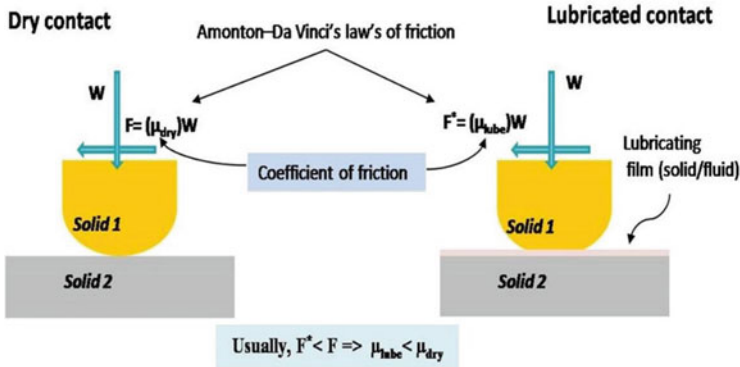 Dry contact
Lubricated contact
Amonton–Da Vinci's law's of friction
W
W
F= (μdry)W
F*= (μlube)W
Coefficient of friction
Lubricating
film (solid/fluid)
Solid 1
Solid 1
Solid 2
Solid 2
Usually, F*< F => μlube< μdry